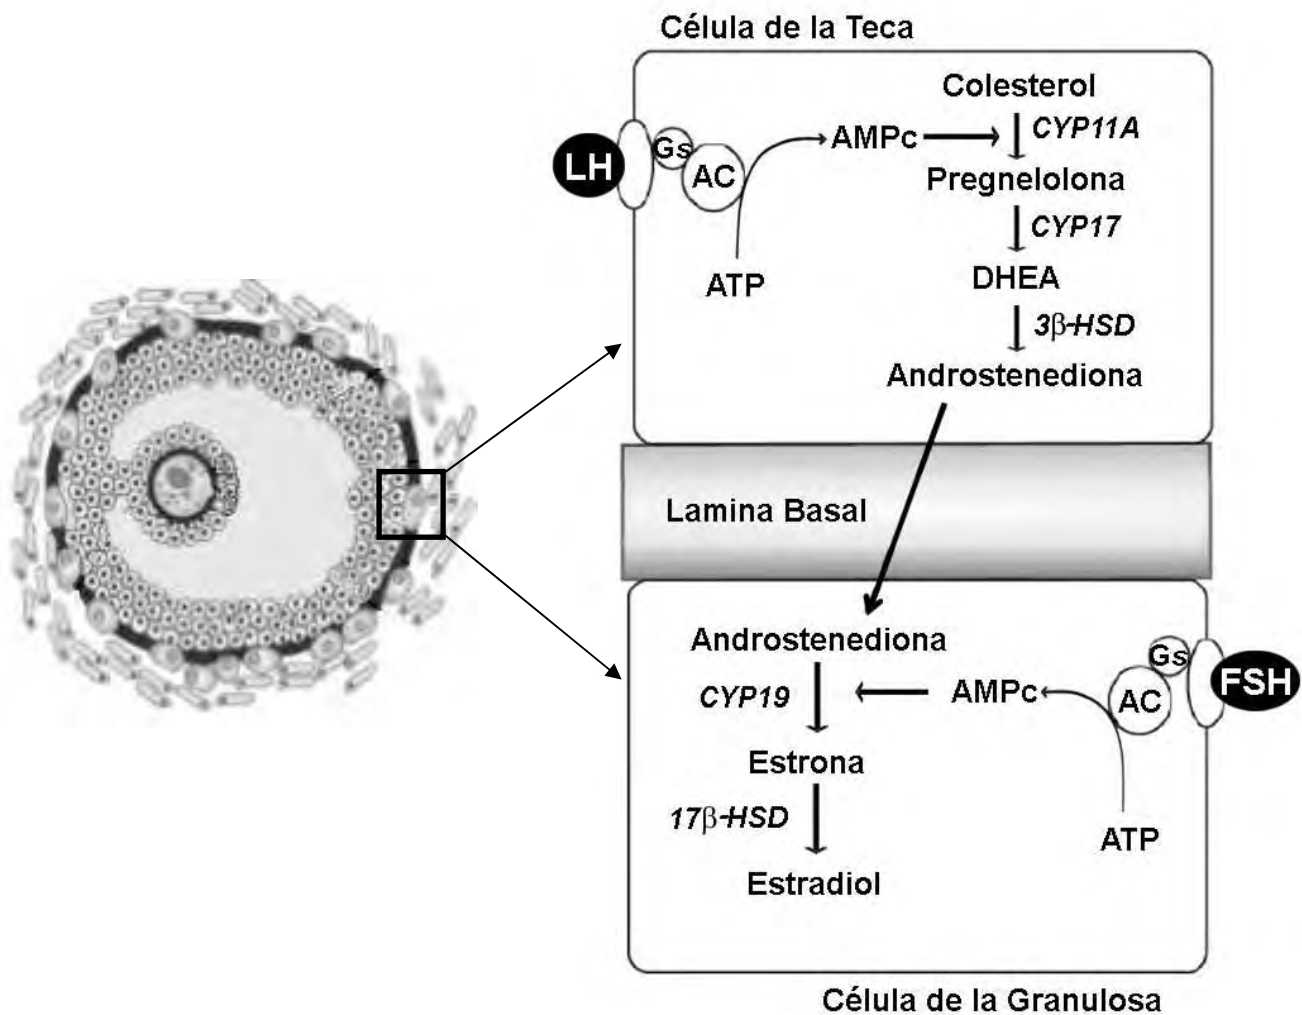 Célula de la Teca
Colesterol
CYP11A
AMPc
Gs
LH
AC
Pregnelolona
CYP17
ATP
DHEA
3β-HSD
Androstenediona
Lamina Basal
Androstenediona
Gs
FSH
CYP19
AMPc
AC
Estrona
17β-HSD
ATP
Estradiol
Célula de la Granulosa